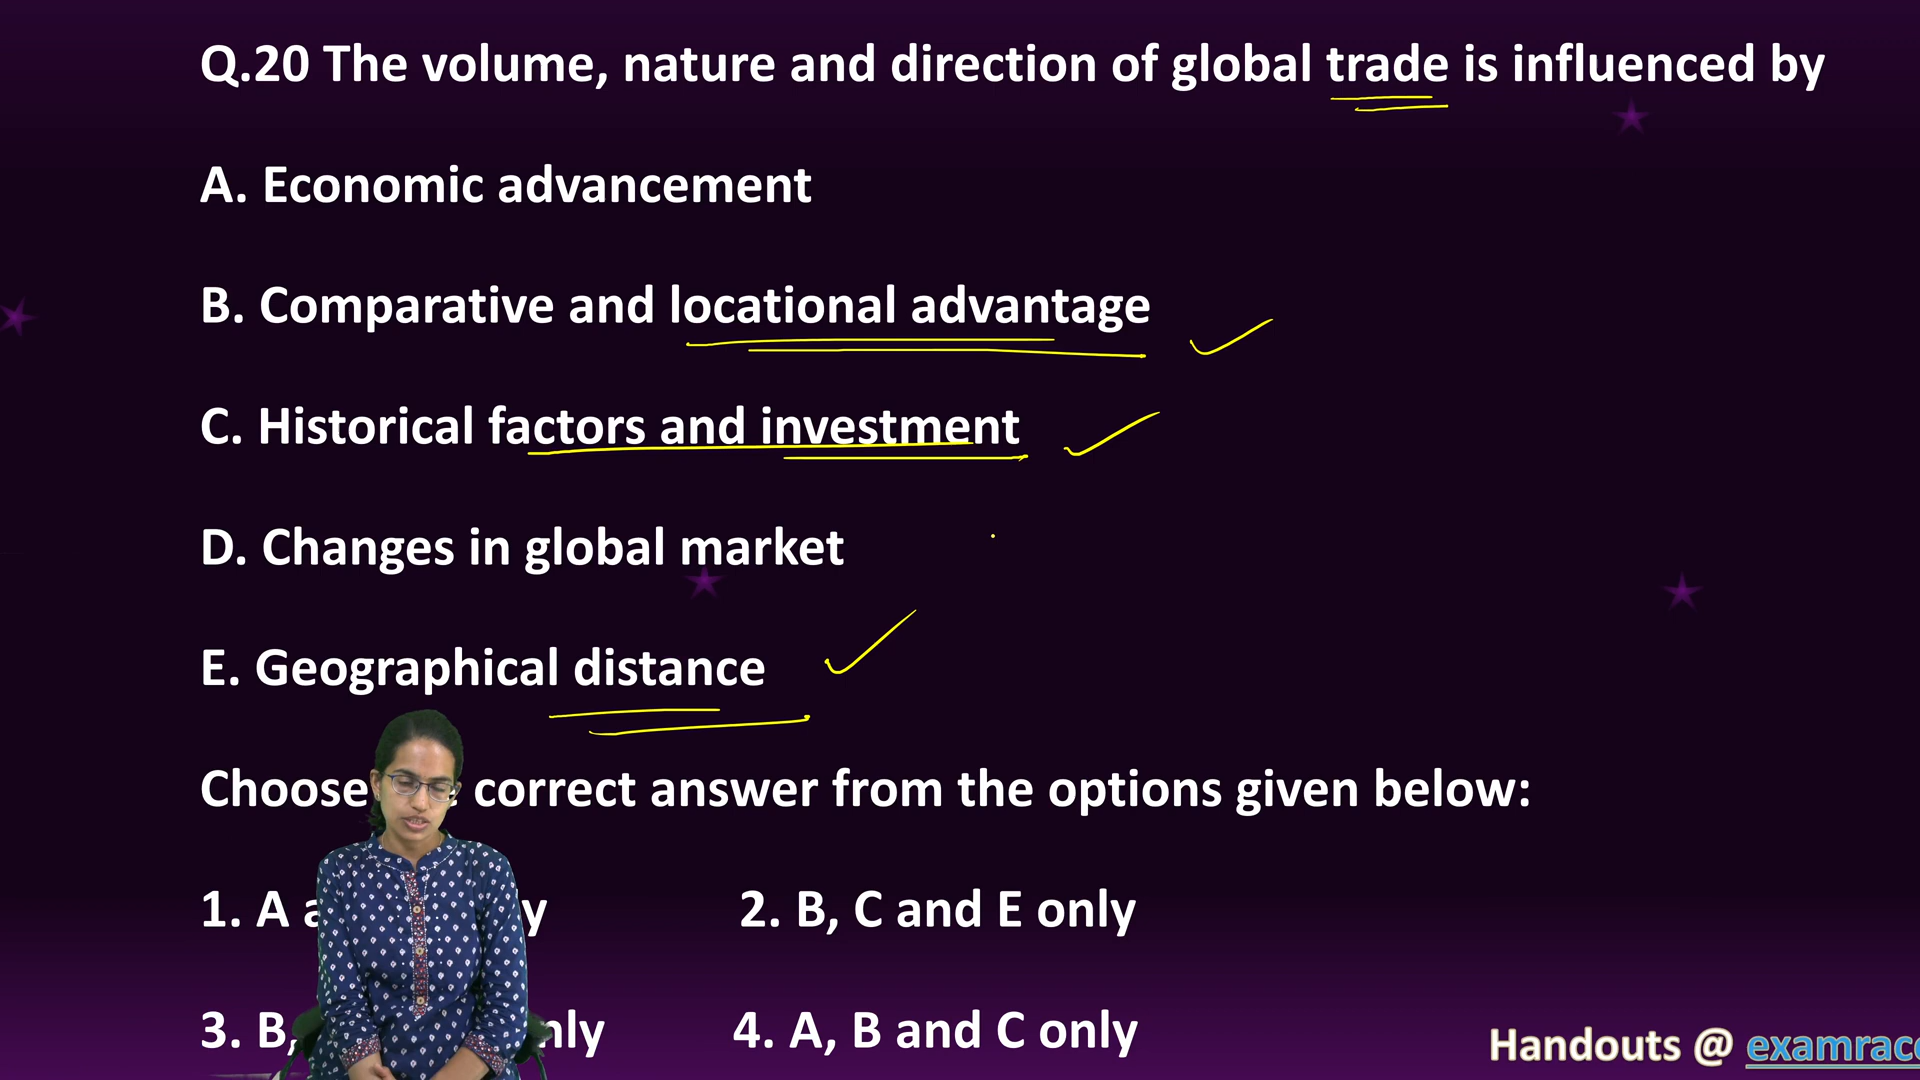 Q.20 The volume, nature and direction of global trade is influenced by
A. Economic advancement
B. Comparative and locational advantage
C. Historical factors and investment
D. Changes in global market
E. Geographical distance
Choose correct answer from the options given below:
1. A 2. B, C and E only
3. B, 4. A, B and C only
Handouts @